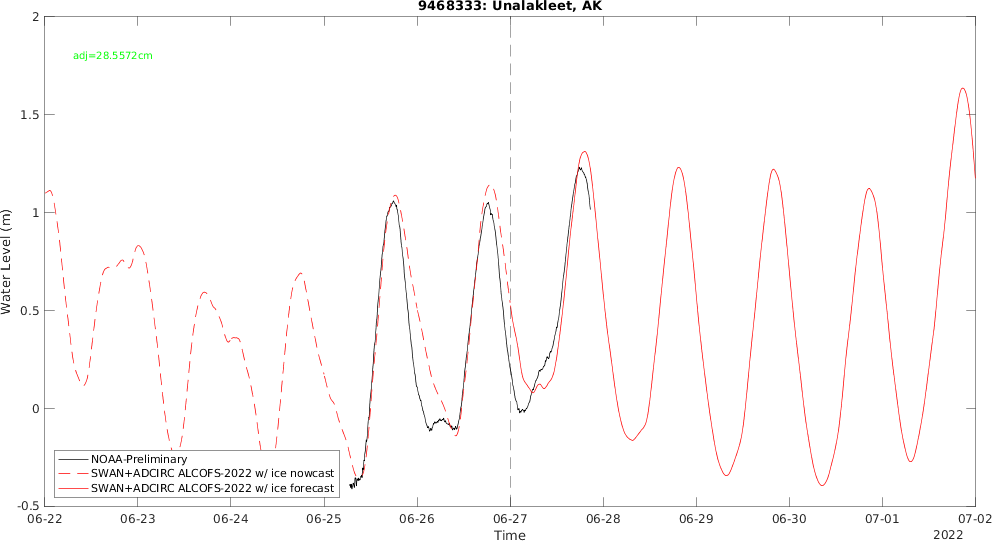 9468333: Unalakleet, AK
adj=28.5572cm
Water Level (m)
2
1.5
1
0.5
0
-0.5
NOAA-Preliminary
SWAN+ADCIRC ALCOFS-2022 w/ ice nowcast
SWAN+ADCIRC ALCOFS-2022 w/ ice forecast
06-22 06-23 06-24 06-25 06-26 06-27 06-28 06-29 06-30 07-01 07-02
Time
2022